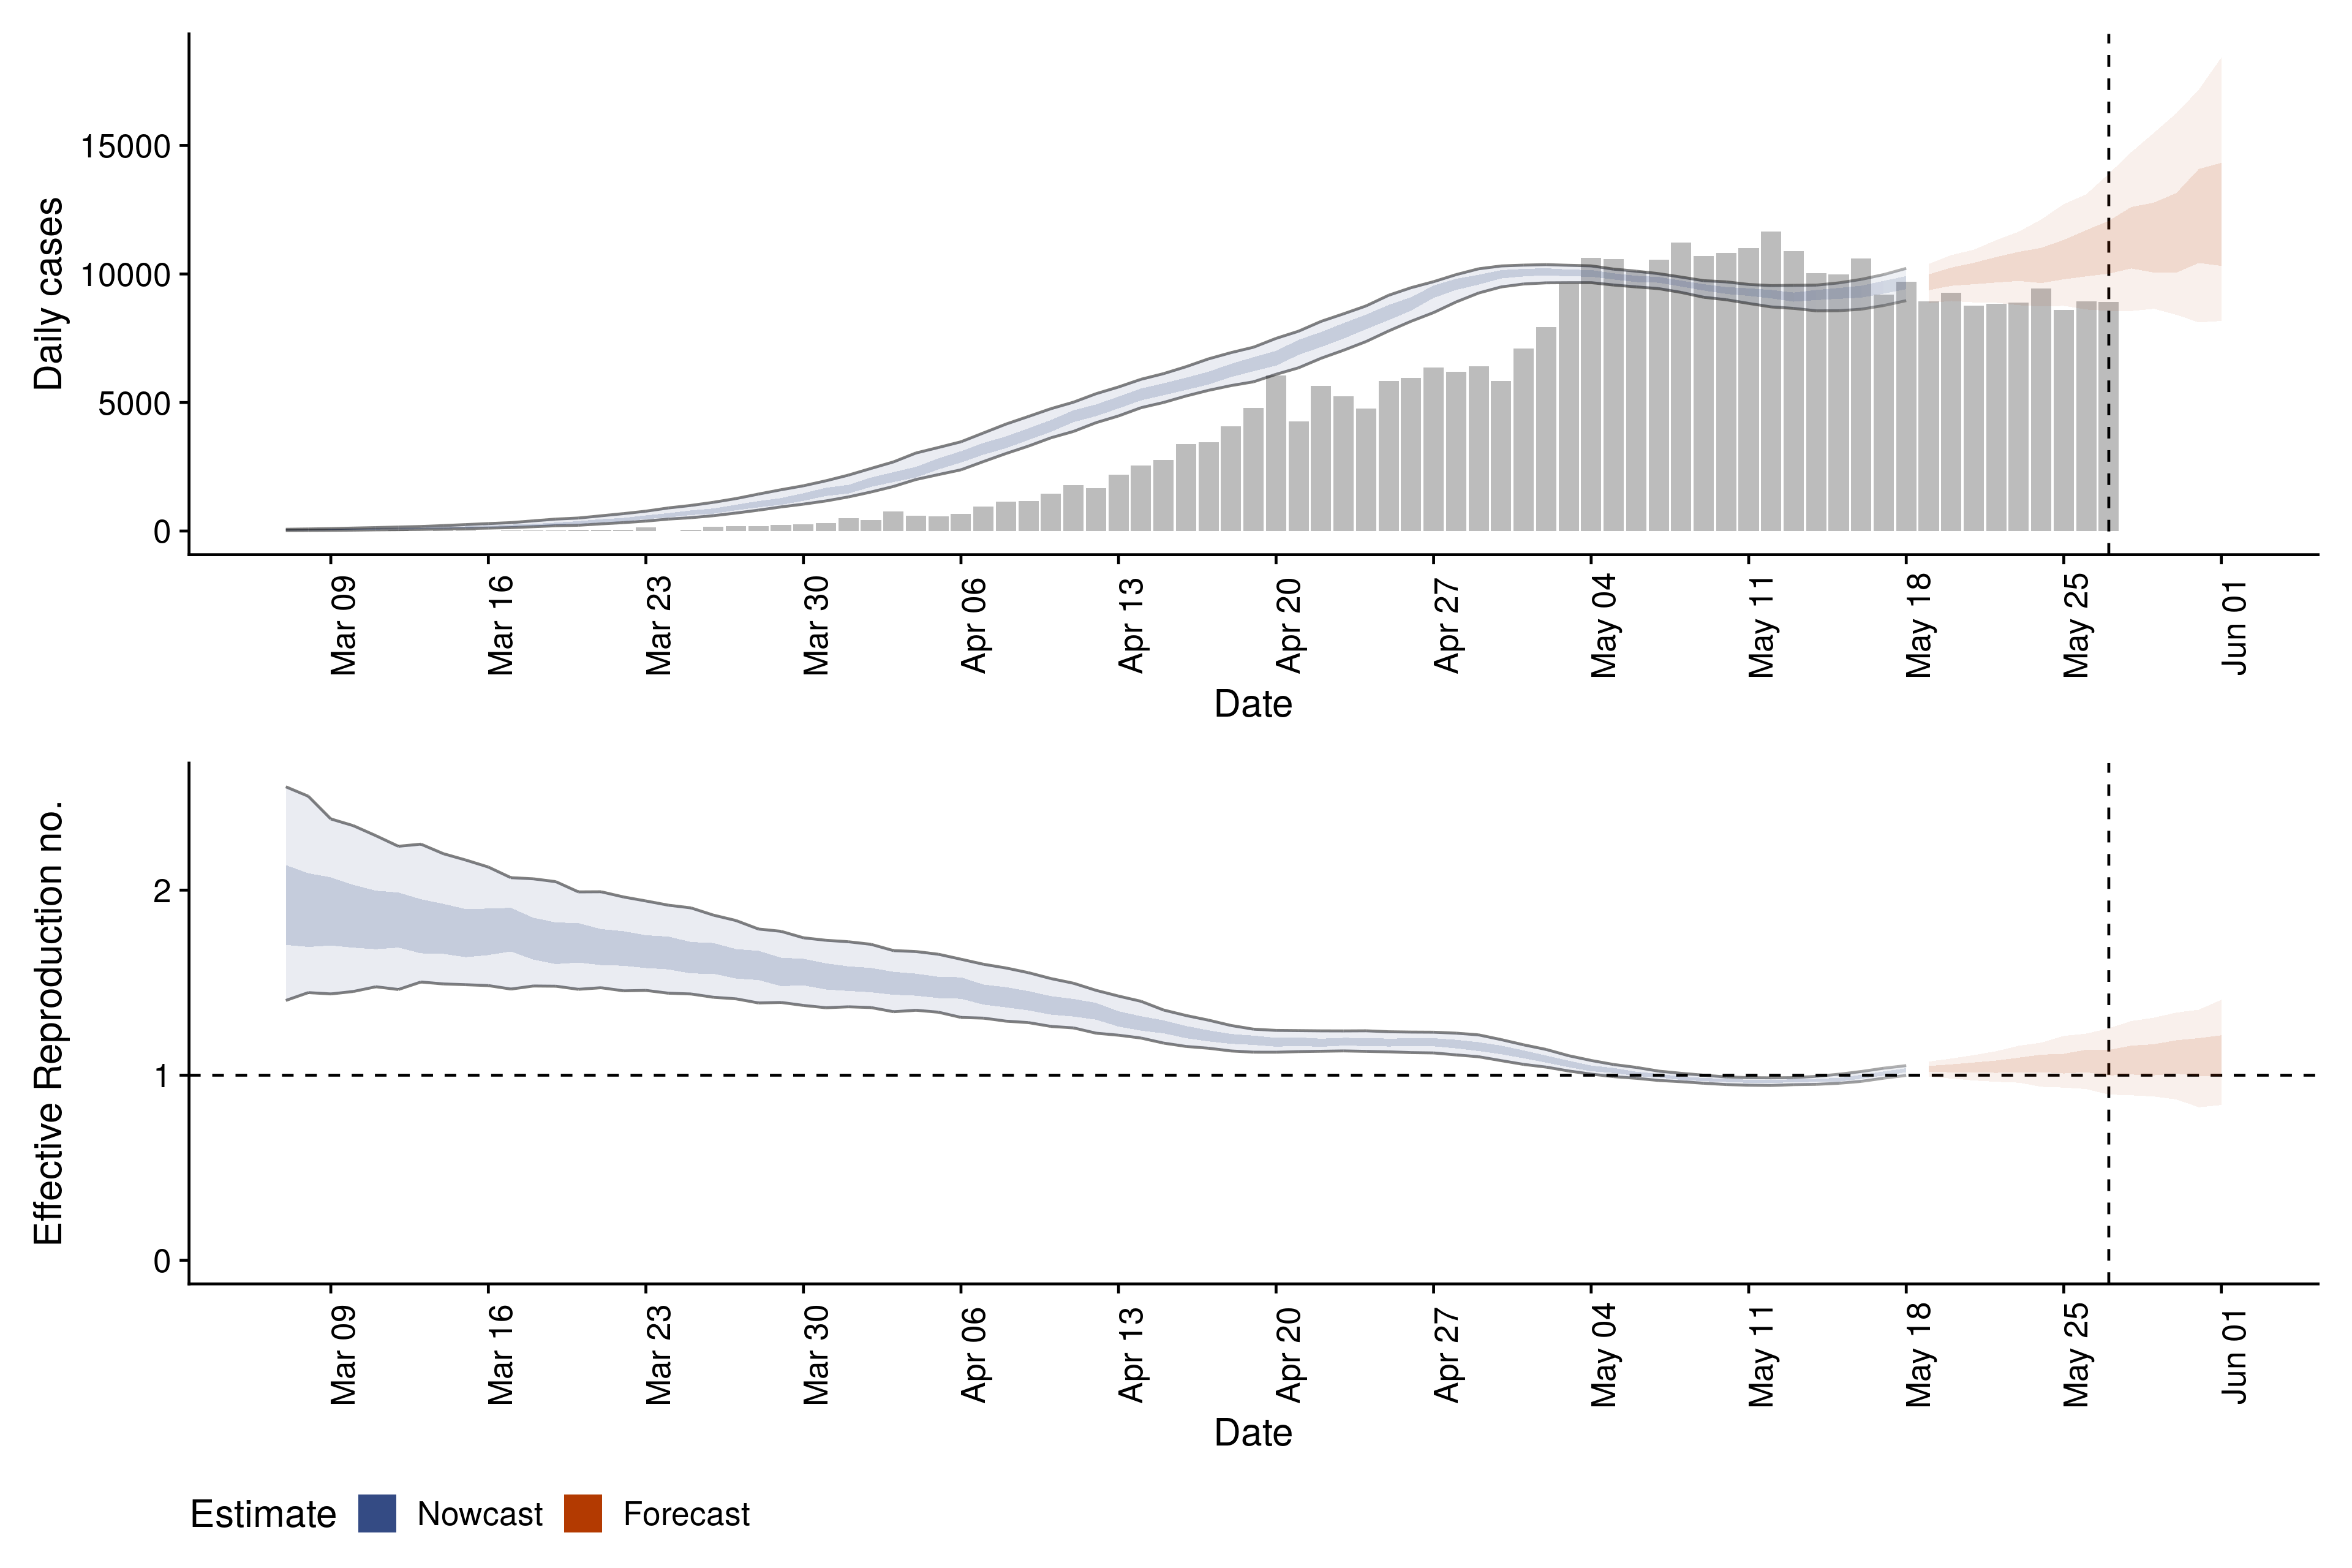 Daily cases
15000
10000
5000
0
Mar 09
Mar 16
Mar 23
Mar 30
Apr 06
Apr 13
Apr 20
Apr 27
May 04
May 11
May 18
May 25
Jun 01
Date
Effective Reproduction no.
2
1
0
Mar 09
Mar 16
Mar 23
Mar 30
Apr 06
Apr 13
Apr 20
Apr 27
May 04
May 11
May 18
May 25
Jun 01
Date
Estimate Nowcast Forecast